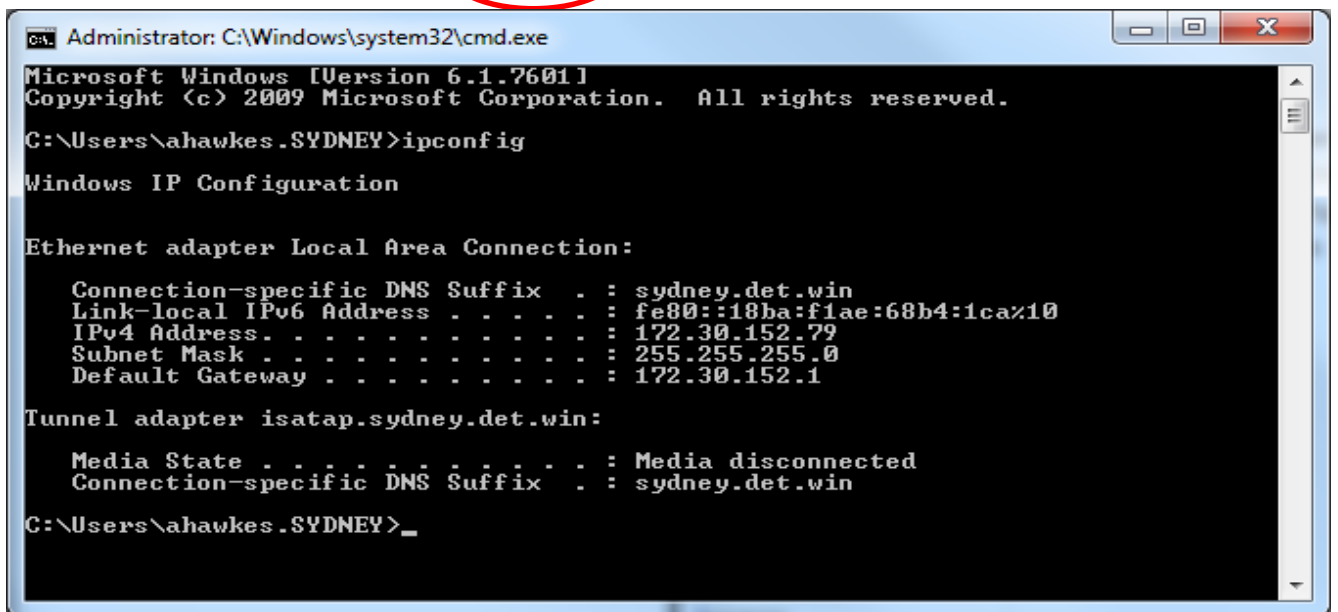 Administrator: C:\Windows\system32\cmd.exe
Microsoft Windows [Version 6.1.7601]
Copyright (c) 2009 Microsoft Corporation.  All rights reserved.
C:\Users\ahawkes.SYDNEY>ipconfig
Windows IP Configuration
Ethernet adapter Local Area Connection:
   Connection-specific DNS Suffix  . : sydney.det.win
   Link-local IPv6 Address . . . . . : fe80::18ba:f1ae:68b4:1ca%10
   IPv4 Address. . . . . . . . . . . : 172.30.152.79
   Subnet Mask . . . . . . . . . . . : 255.255.255.0
   Default Gateway . . . . . . . . . : 172.30.152.1
Tunnel adapter isatap.sydney.det.win:
   Media State . . . . . . . . . . . : Media disconnected
   Connection-specific DNS Suffix  . : sydney.det.win
C:\Users\ahawkes.SYDNEY>_